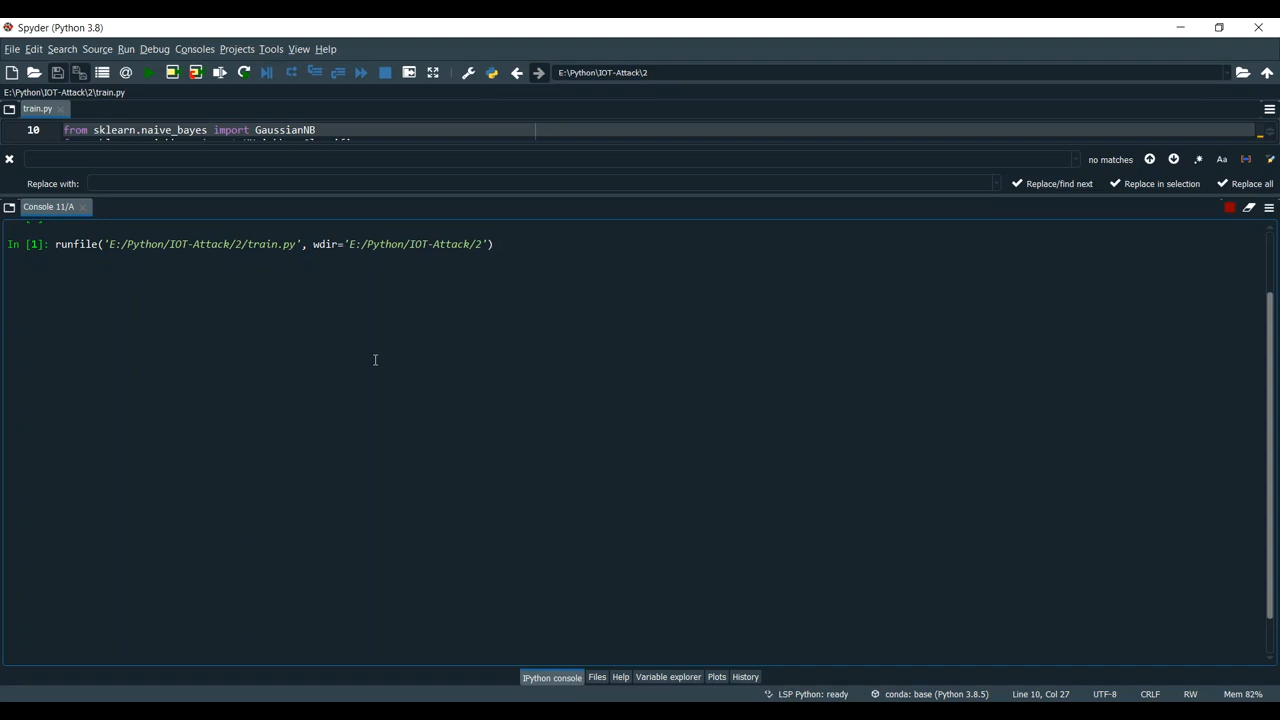 Spyder (Python 3.8)
File Edit Search Source Run Debug Consoles Projects Tools View Help
E:\Python\IOT-Attack\2
E:\Python\IOT-Attack\2\train.py
train.py
10 from sklearn.naive_bayes import GaussianNB
no matches
Aa
Replace with: Replace/find next Replace in selection Replace all
Console 11/A
In [1]: runfile('E:/Python/IOT-Attack/2/train.py', wdir='E:/Python/IOT-Attack/2')
IPython console Files Help Variable explorer Plots History
LSP Python: ready conda: base (Python 3.8.5) Line 10, Col 27 UTF-8 CRLF RW Mem 82%